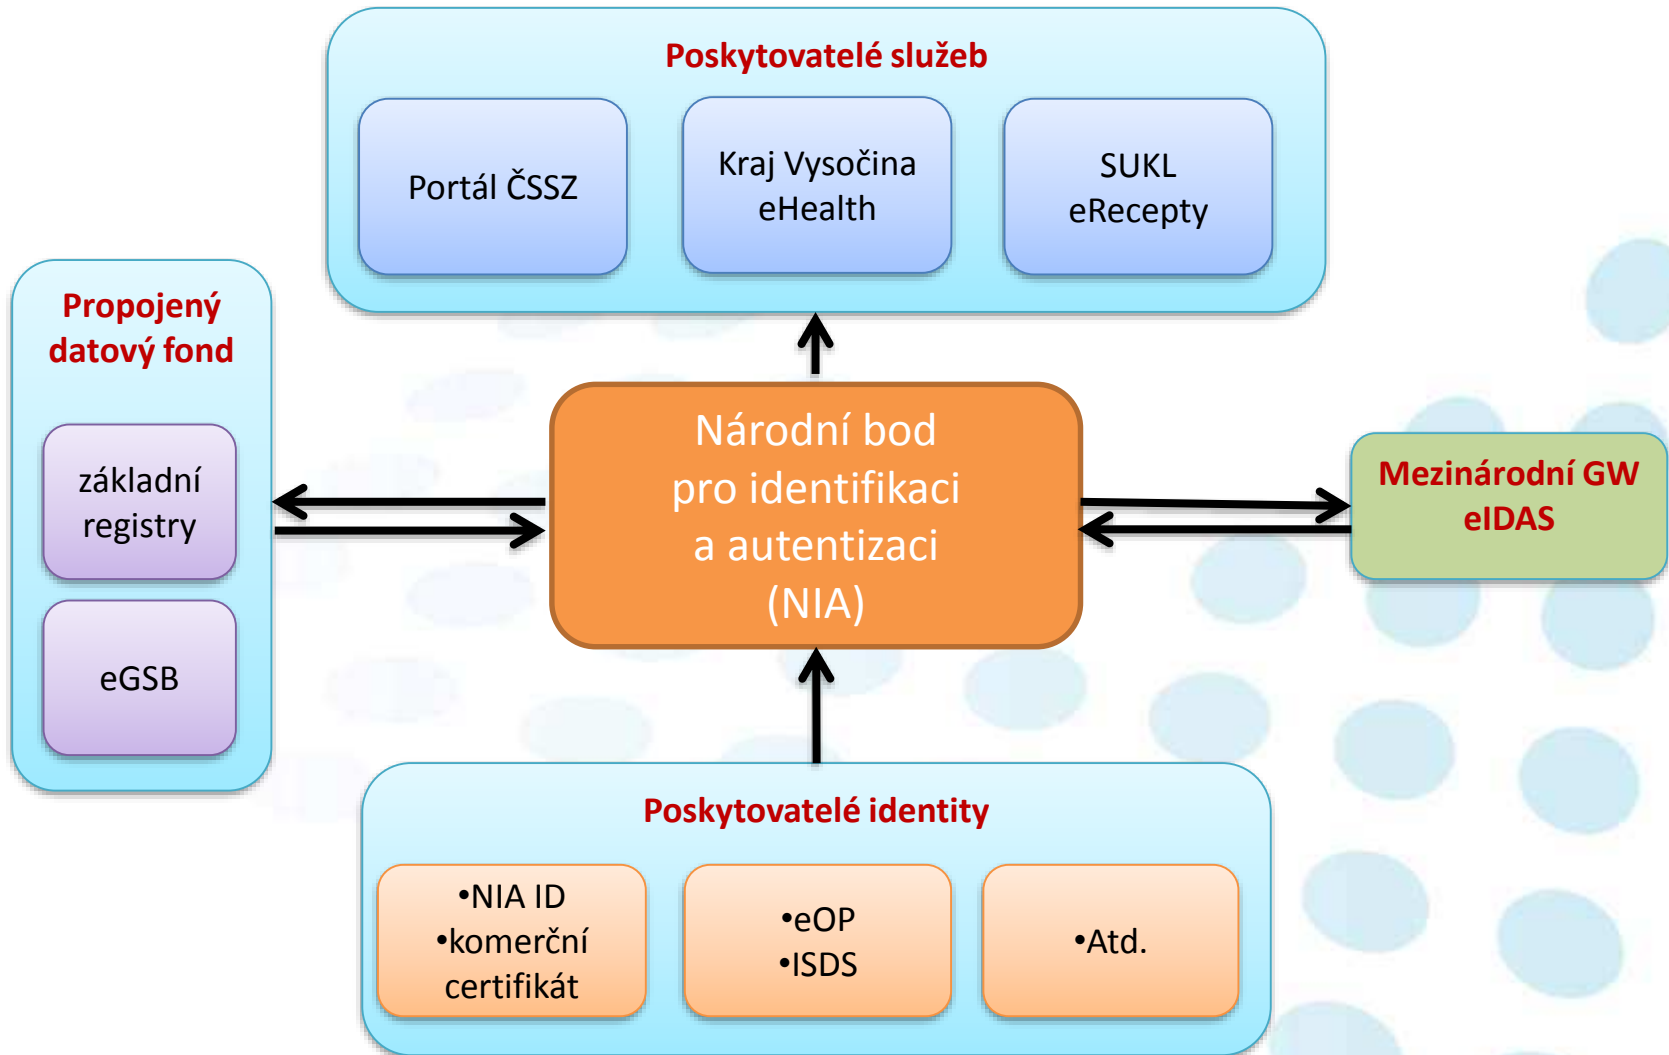 Poskytovatelé služeb
Portál ČSSZ
Kraj Vysočina
eHealth
SUKL
eRecepty
Propojený
datový fond
základní
registry
eGSB
Národní bod
pro identifikaci
a autentizaci
(NIA)
Mezinárodní GW
eIDAS
Poskytovatelé identity
•NIA ID
•komerční
certifikát
•eOP
•ISDS
•Atd.